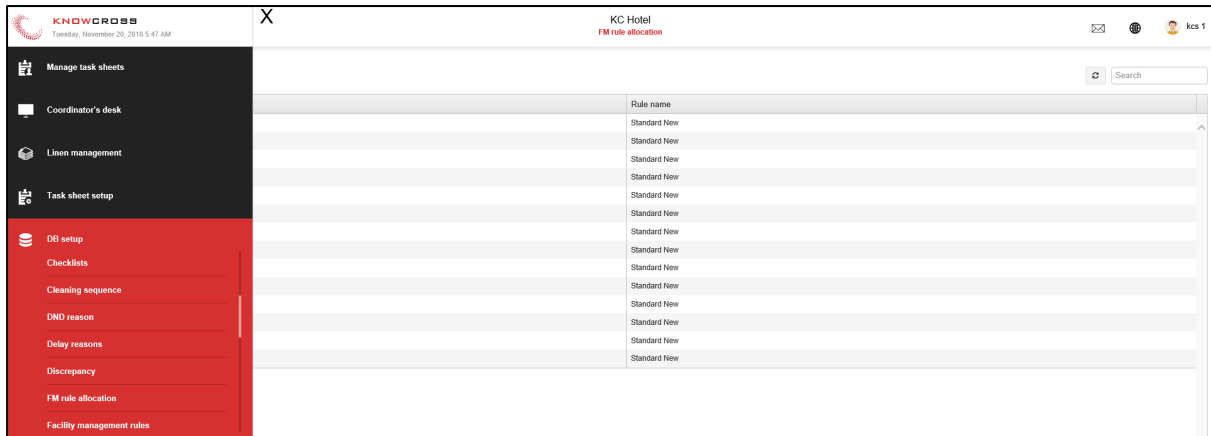 KNOWCROSS
Tuesday, November 20, 2018 5:47 AM
X
KC Hotel
FM rule allocation
kcs 1
Manage task sheets
Coordinator's desk
Linen management
Task sheet setup
DB setup
Checklists
Cleaning sequence
DND reason
Delay reasons
Discrepancy
FM rule allocation
Facility management rules
Search
Rule name
Standard New
Standard New
Standard New
Standard New
Standard New
Standard New
Standard New
Standard New
Standard New
Standard New
Standard New
Standard New
Standard New
Standard New